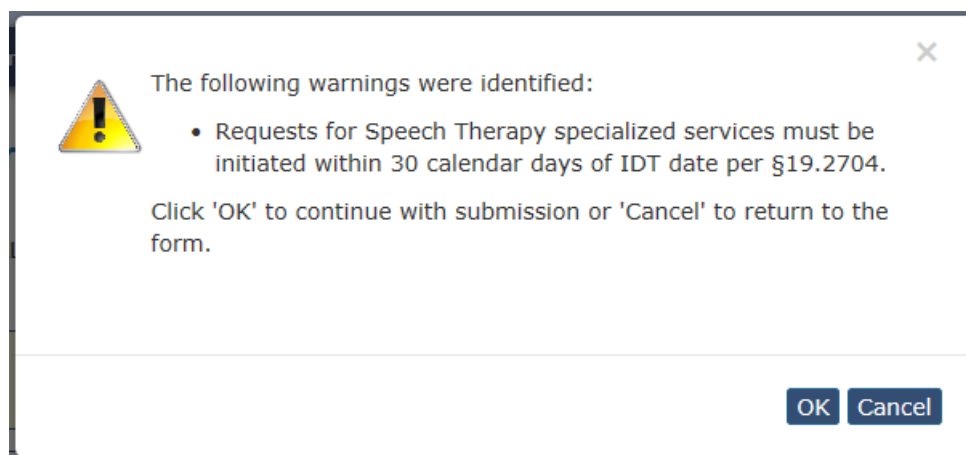 ×
The following warnings were identified:
• Requests for Speech Therapy specialized services must be
initiated within 30 calendar days of IDT date per §19.2704.
Click 'OK' to continue with submission or 'Cancel' to return to the
form.
OK Cancel